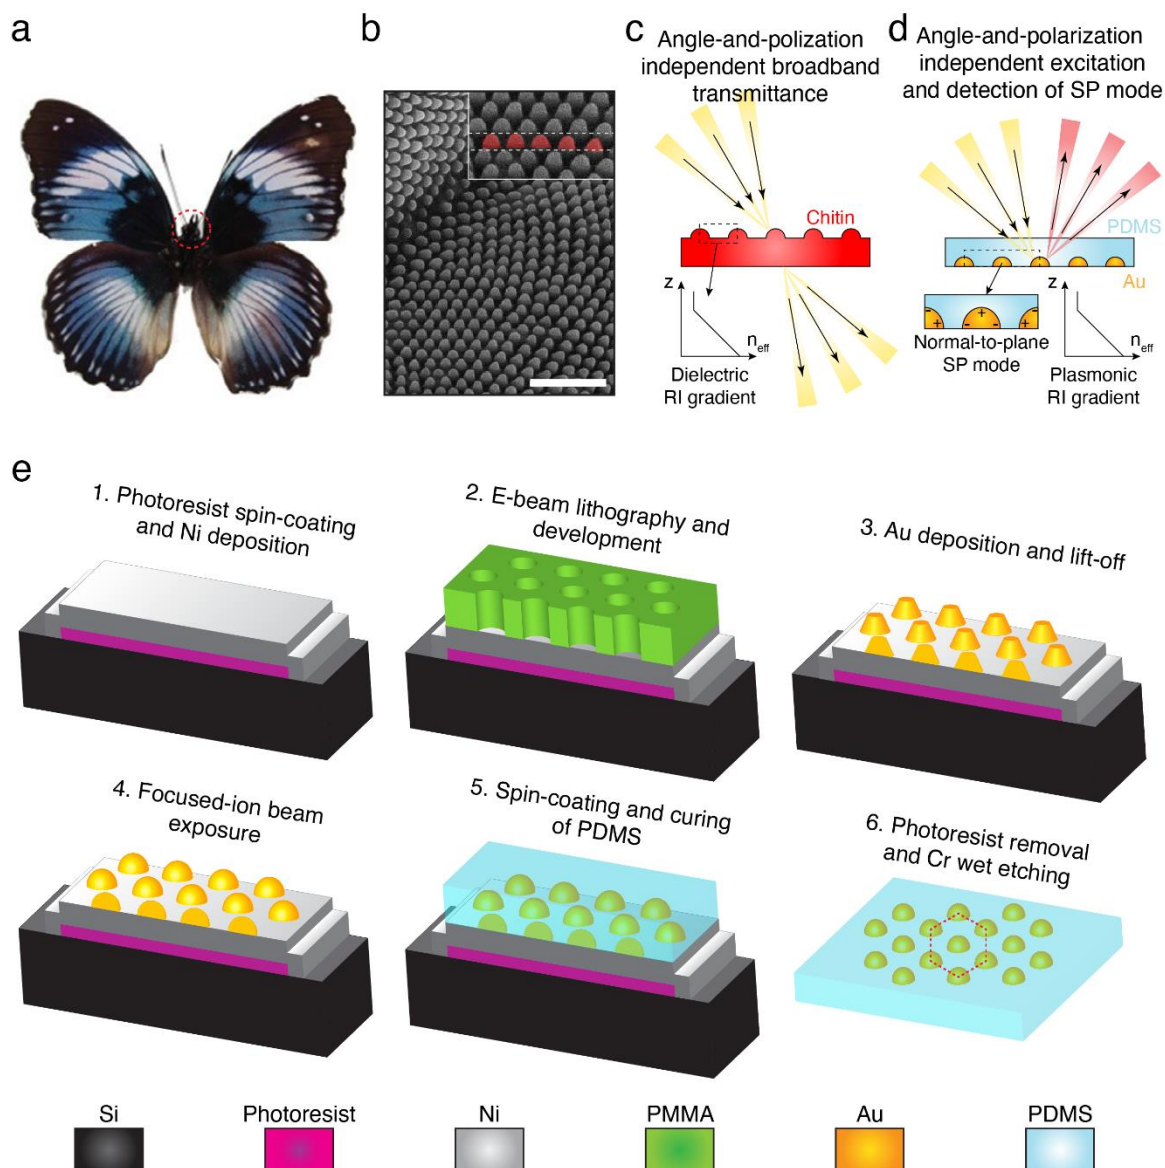 a
b
c
Angle-and-polization
independent broadband
transmittance
Chitin
z
n_eff
Dielectric
RI gradient
d
Angle-and-polarization
independent excitation
and detection of SP mode
PDMS
Au
+
- -
+ +
- -
Normal-to-plane
SP mode
z
n_eff
Plasmonic
RI gradient
e
1. Photoresist spin-coating
and Ni deposition
2. E-beam lithography and
development
3. Au deposition and lift-off
4. Focused-ion beam
exposure
5. Spin-coating and curing
of PDMS
6. Photoresist removal
and Cr wet etching
Si
Photoresist
Ni
PMMA
Au
PDMS